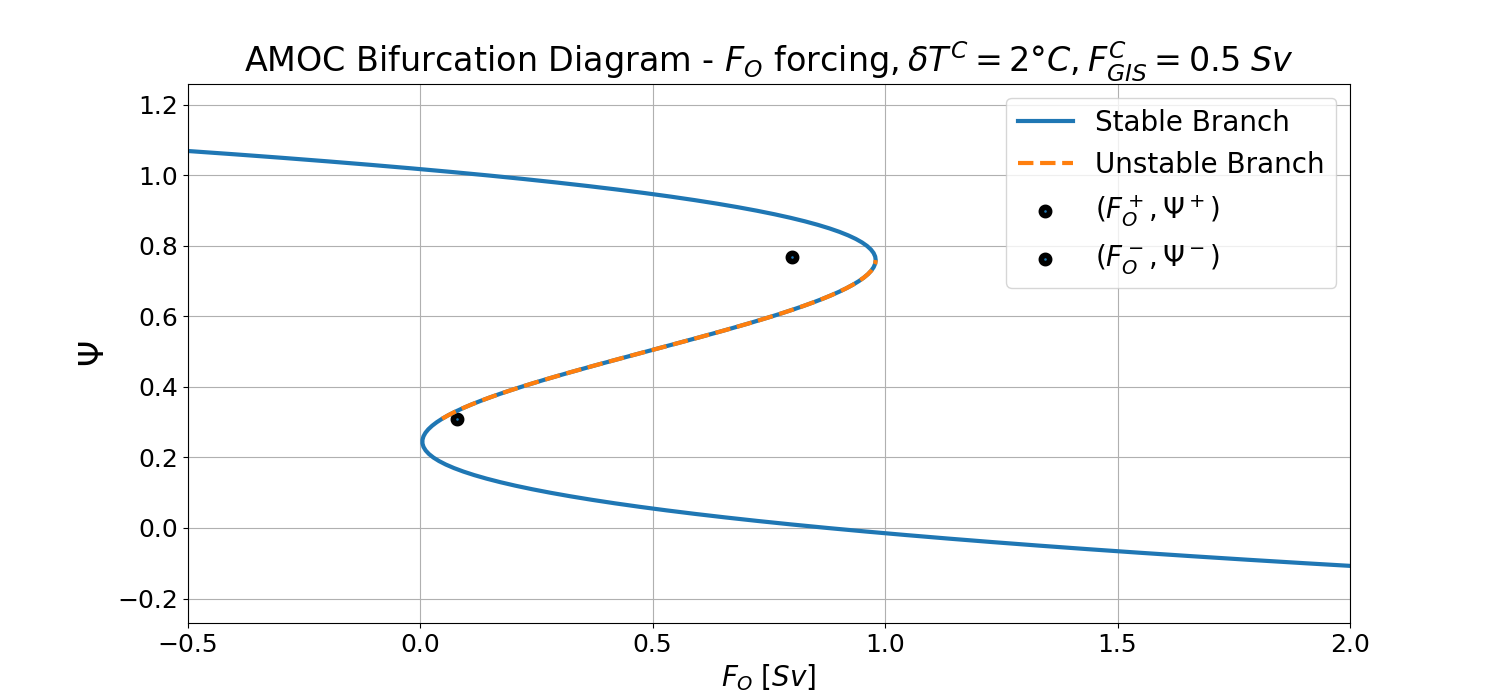 AMOC Bifurcation Diagram - F_O forcing, δT^C = 2°C, F^C_GIS = 0.5 Sv
Ψ
1.2
1.0
0.8
0.6
0.4
0.2
0.0
−0.2
Stable Branch
Unstable Branch
(F_O^+, Ψ^+)
(F_O^−, Ψ^−)
−0.5 0.0 0.5 1.0 1.5 2.0
F_O [Sv]